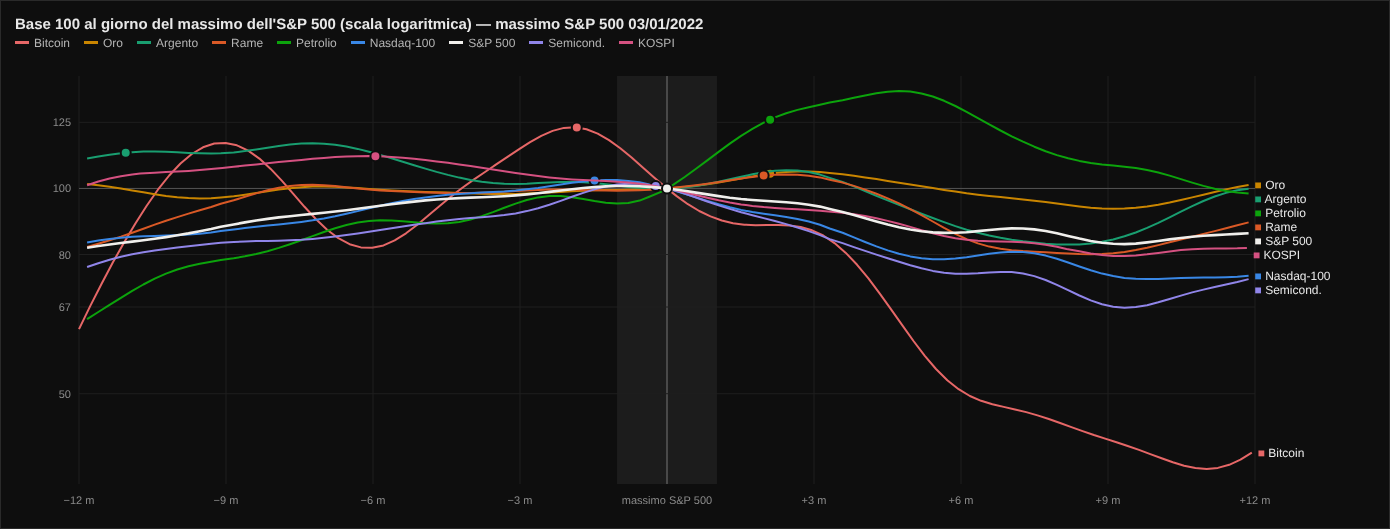 Base 100 al giorno del massimo dell'S&P 500 (scala logaritmica) — massimo S&P 500 03/01/2022
Bitcoin Oro Argento Rame Petrolio Nasdaq-100 S&P 500 Semicond. KOSPI
125
100
80
67
50
Oro
Argento
Petrolio
Rame
S&P 500
KOSPI
Nasdaq-100
Semicond.
Bitcoin
−12 m −9 m −6 m −3 m massimo S&P 500 +3 m +6 m +9 m +12 m